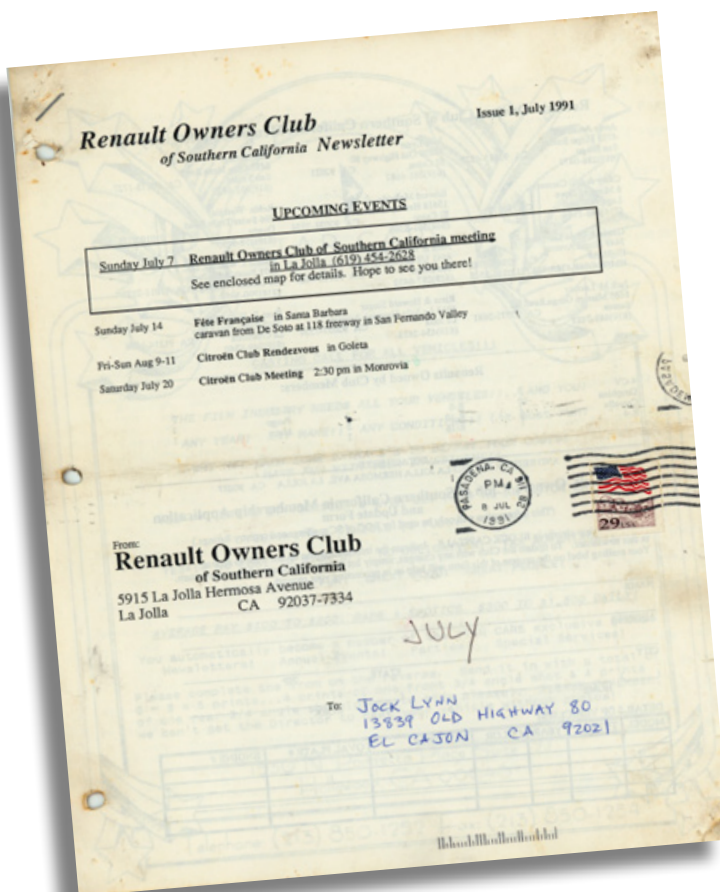 Renault Owners Club
of Southern California Newsletter
Issue 1, July 1991
UPCOMING EVENTS
Sunday July 7 Renault Owners Club of Southern California meeting
in La Jolla (619) 454-2628
See enclosed map for details. Hope to see you there!
Sunday July 14 Fête Française in Santa Barbara
caravan from De Soto at 118 freeway in San Fernando Valley
Fri-Sun Aug 9-11 Citroën Club Rendezvous in Goleta
Saturday July 20 Citroën Club Meeting 2:30 pm in Monrovia
PASADENA, CA 911
PM
8 JUL
1991
29USA
From:
Renault Owners Club
of Southern California
5915 La Jolla Hermosa Avenue
La Jolla CA 92037-7334
JULY
To: JOCK LYNN
13839 OLD HIGHWAY 80
EL CAJON CA 92021